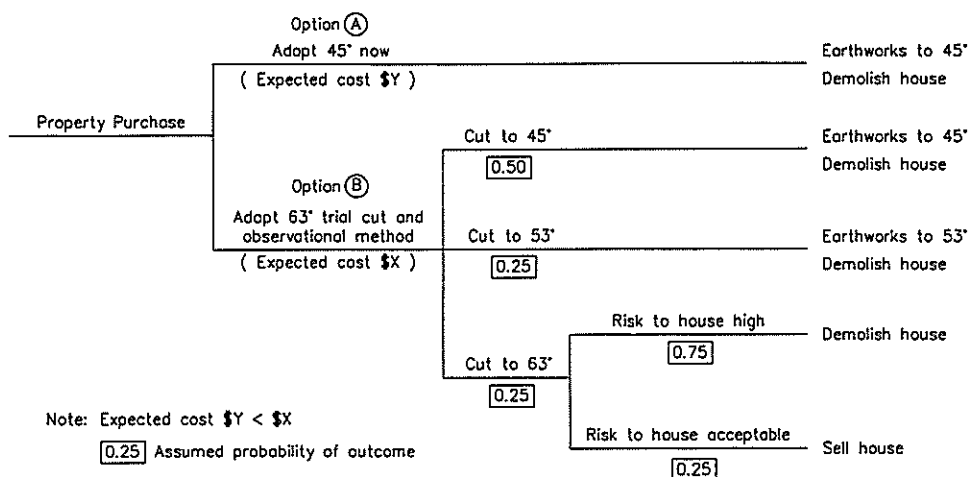 Option Ⓐ
Adopt 45° now
( Expected cost $Y )
Earthworks to 45°
Demolish house
Property Purchase
Cut to 45°
0.50
Earthworks to 45°
Demolish house
Option Ⓑ
Adopt 63° trial cut and
observational method
( Expected cost $X )
Cut to 53°
0.25
Earthworks to 53°
Demolish house
Risk to house high
0.75
Demolish house
Cut to 63°
0.25
Risk to house acceptable
0.25
Sell house
Note: Expected cost $Y < $X
0.25 Assumed probability of outcome